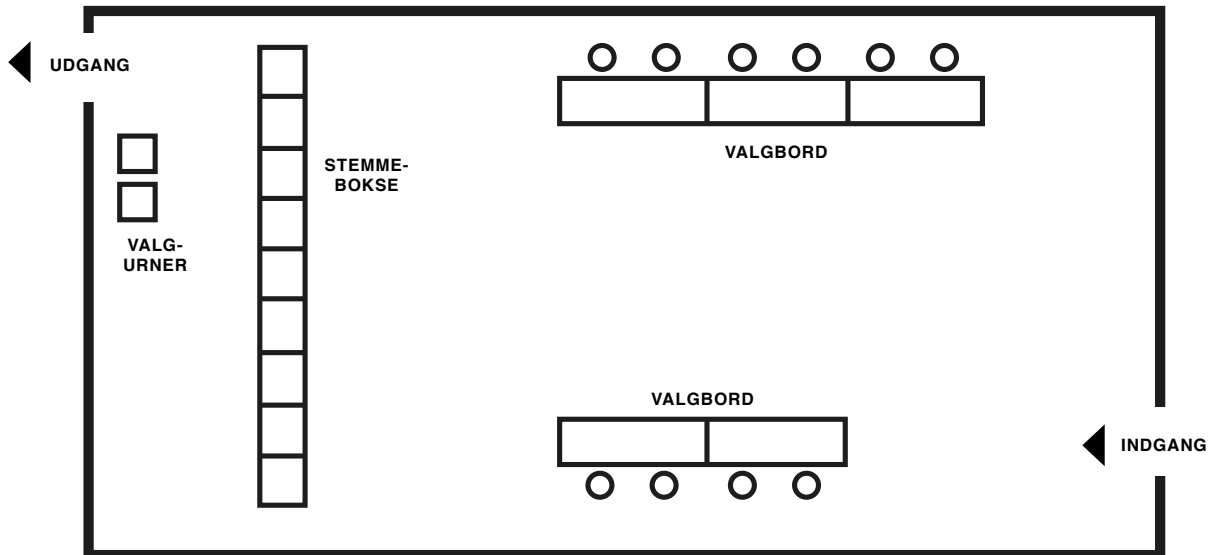 UDGANG
VALGBORD
STEMME-
BOKSE
VALG-
URNER
VALGBORD
INDGANG